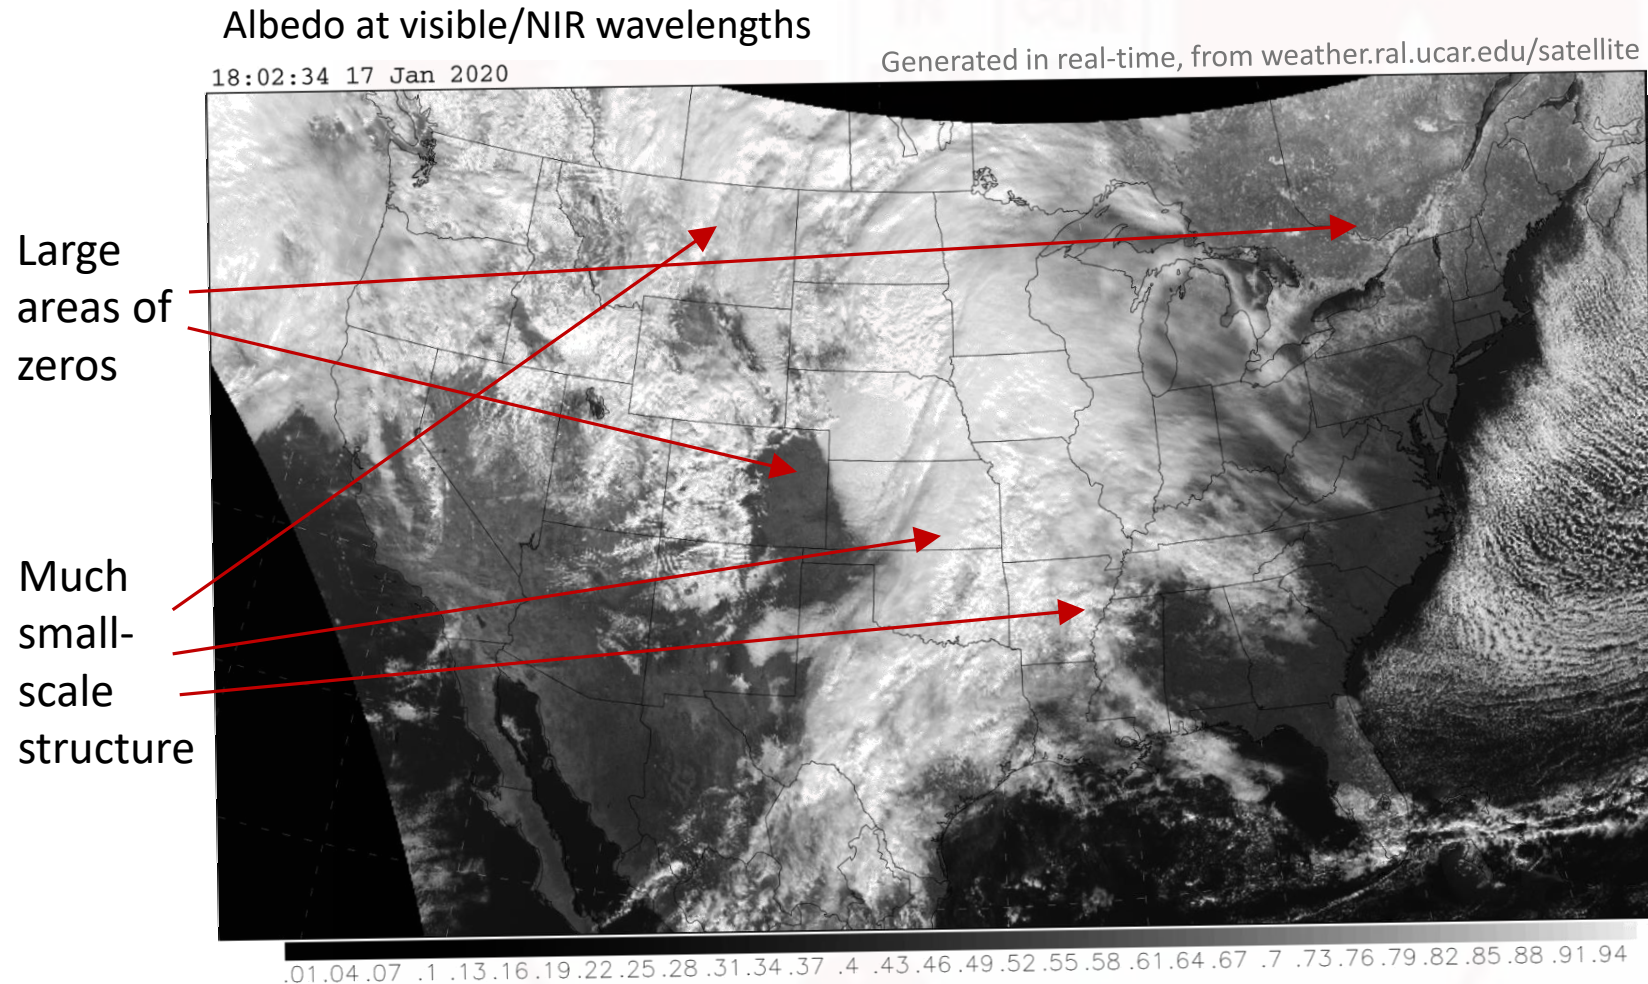 Albedo at visible/NIR wavelengths
Generated in real-time, from weather.ral.ucar.edu/satellite
18:02:34 17 Jan 2020
Large
areas of
zeros
Much
small-
scale
structure
.01.04.07 .1 .13.16.19.22.25.28 .31.34.37 .4 .43.46.49.52.55.58 .61.64.67 .7 .73.76.79.82.85.88 .91.94